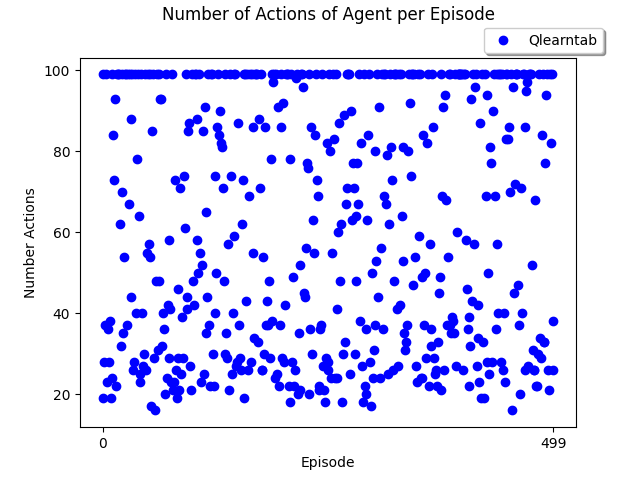 Number of Actions of Agent per Episode
Qlearntab
100
80
60
40
20
Number Actions
0
499
Episode